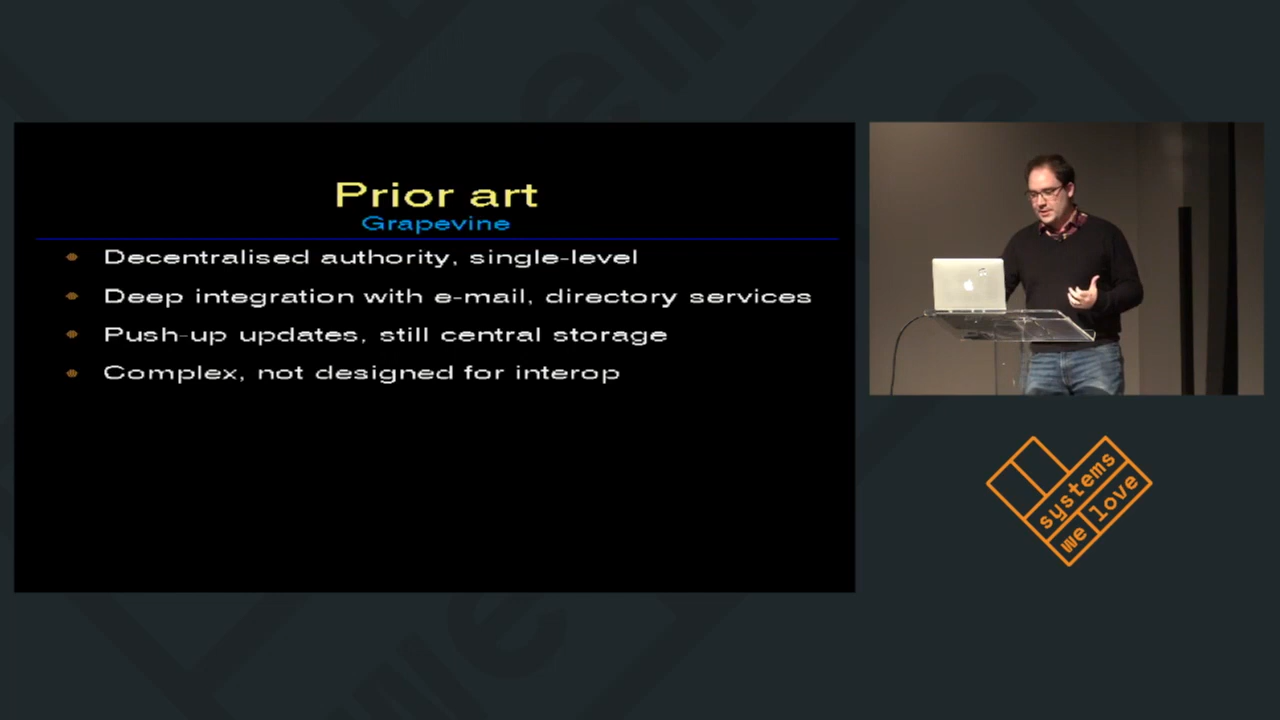 Prior art
Grapevine
Decentralised authority, single-level
Deep integration with e-mail, directory services
Push-up updates, still central storage
Complex, not designed for interop
systems
we love